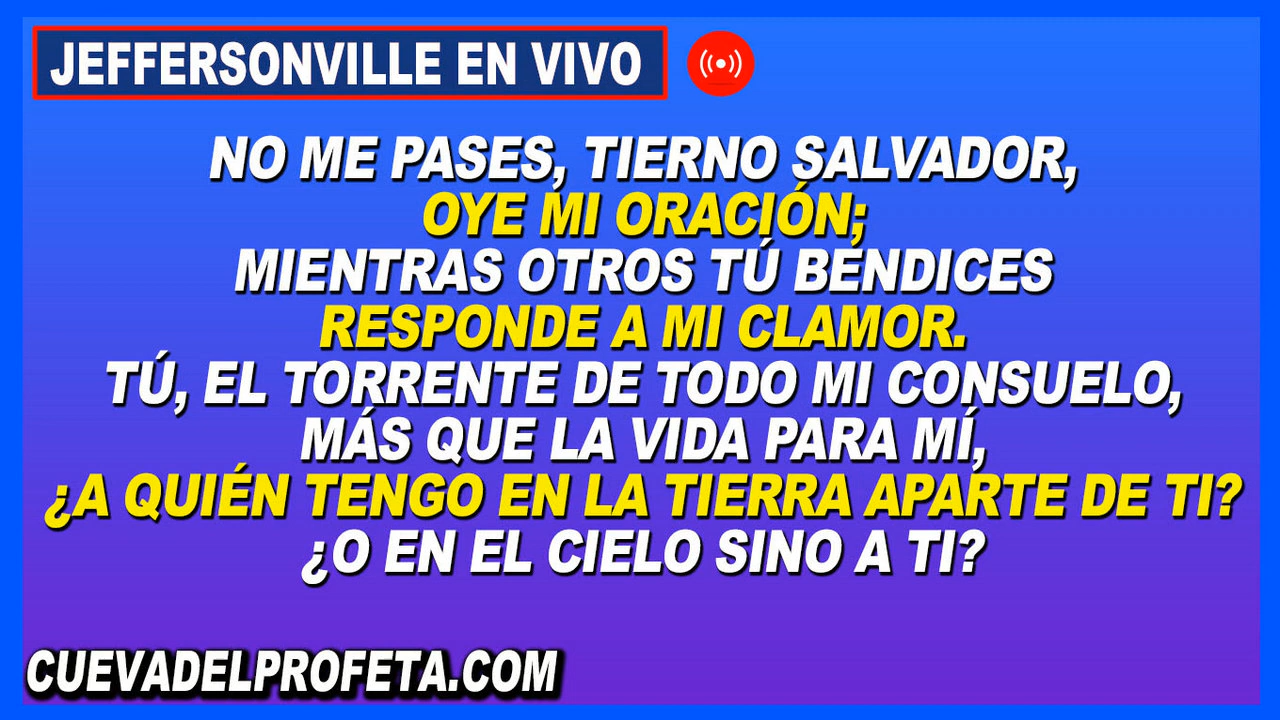 JEFFERSONVILLE EN VIVO
NO ME PASES, TIERNO SALVADOR,
OYE MI ORACIÓN;
MIENTRAS OTROS TÚ BENDICES
RESPONDE A MI CLAMOR.
TÚ, EL TORRENTE DE TODO MI CONSUELO,
MÁS QUE LA VIDA PARA MÍ,
¿A QUIÉN TENGO EN LA TIERRA APARTE DE TI?
¿O EN EL CIELO SINO A TI?
CUEVADELPROFETA.COM